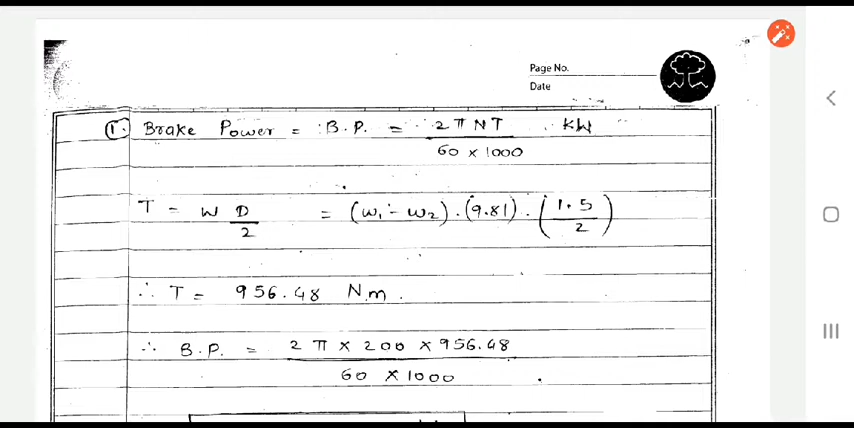 Page No.
Date
1. Brake Power = B.P. = 2πNT / 60 × 1000 KW
T = W D/2 = (W₁ - W₂) . (9.81) . (1.5/2)
∴ T = 956.48 N.m.
∴ B.P. = 2π × 200 × 956.48 / 60 × 1000